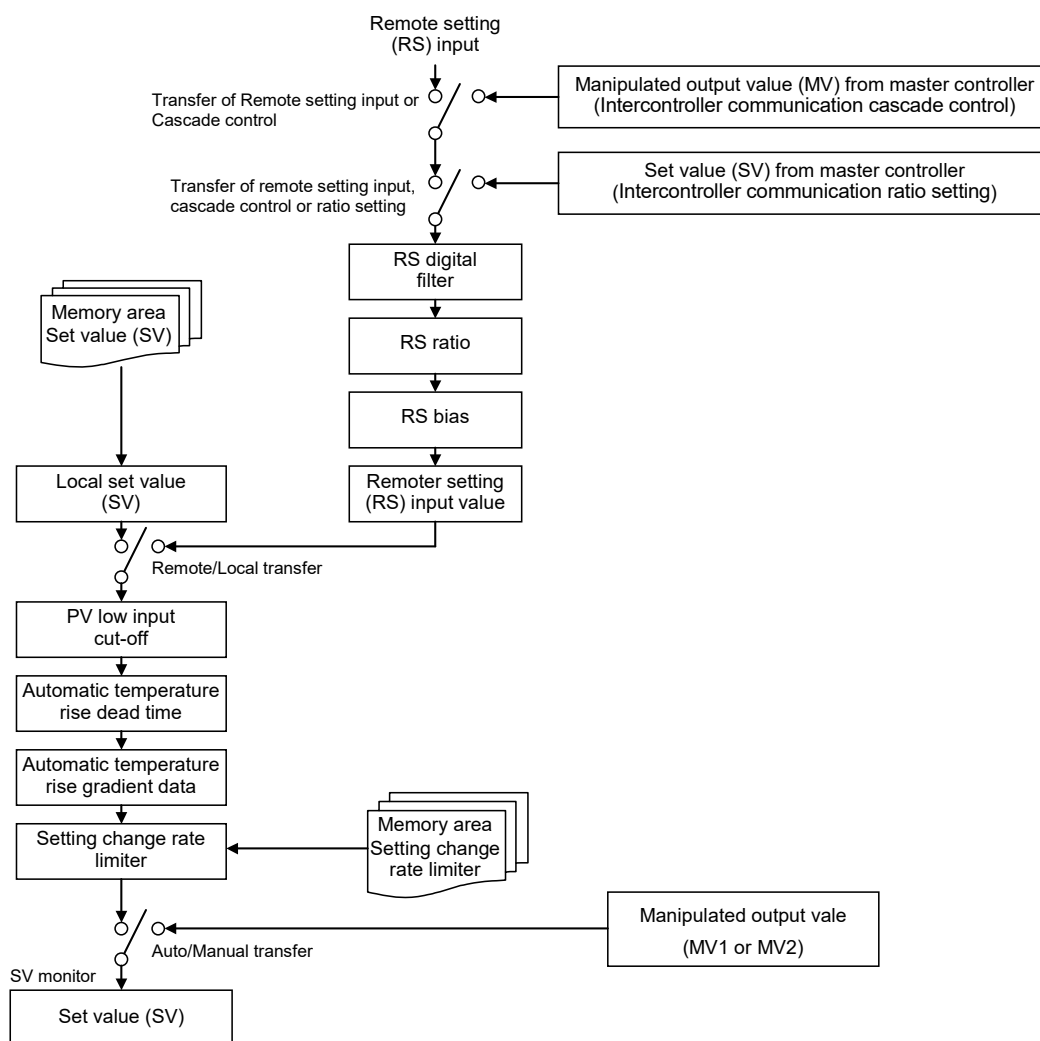 Remote setting
(RS) input
Transfer of Remote setting input or
Cascade control
Manipulated output value (MV) from master controller
(Intercontroller communication cascade control)
Transfer of remote setting input,
cascade control or ratio setting
Set value (SV) from master controller
(Intercontroller communication ratio setting)
RS digital
filter
Memory area
Set value (SV)
RS ratio
RS bias
Local set value
(SV)
Remoter setting
(RS) input value
Remote/Local transfer
PV low input
cut-off
Automatic temperature
rise dead time
Automatic temperature
rise gradient data
Setting change rate
limiter
Memory area
Setting change
rate limiter
Manipulated output vale
(MV1 or MV2)
Auto/Manual transfer
SV monitor
Set value (SV)